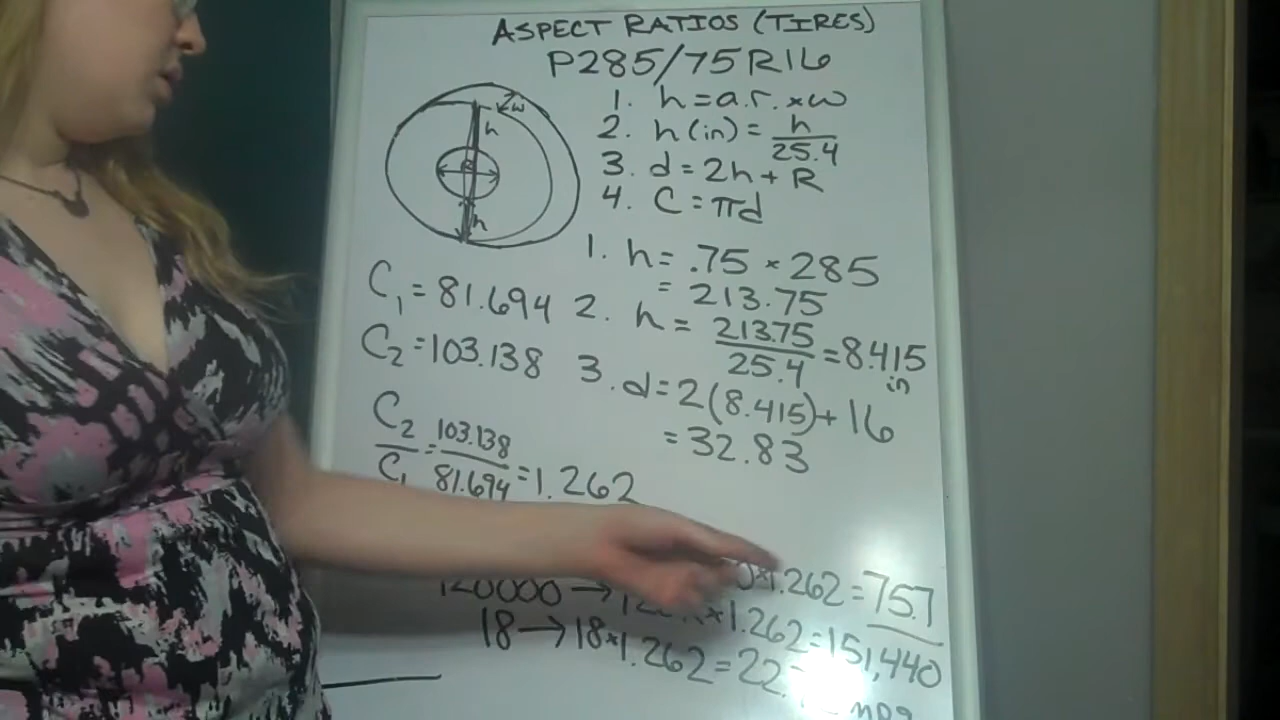 ASPECT RATIOS (TIRES)
P285/75R16
w
h
R
h
1. h = a.r. × w
2. h(in) = h/25.4
3. d = 2h + R
4. C = πd
1. h = .75 × 285
= 213.75
C₁ = 81.694
2. h = 213.75/25.4 = 8.415 in
C₂ = 103.138
3. d = 2(8.415) + 16
= 32.83
C₂/C₁ = 103.138/81.694 = 1.262
1.262 = 75.7
120000 → * 1.262 = 151,440
18 → 18 * 1.262 = 22. mpg